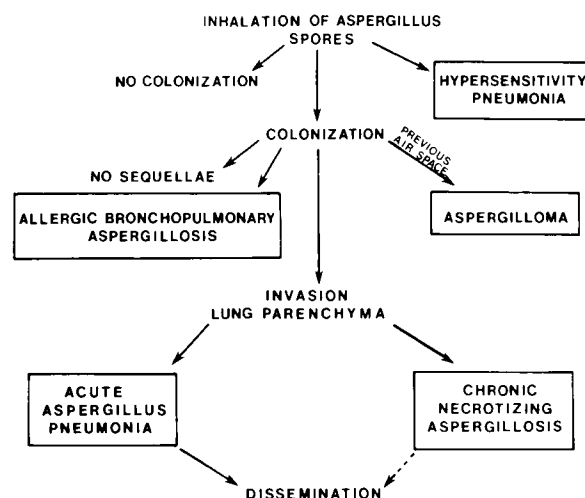 INHALATION OF ASPERGILLUS
SPORES
NO COLONIZATION
HYPERSENSITIVITY
PNEUMONIA
COLONIZATION
PREVIOUS
AIR SPACE
NO SEQUELLAE
ALLERGIC BRONCHOPULMONARY
ASPERGILLOSIS
ASPERGILLOMA
INVASION
LUNG PARENCHYMA
ACUTE
ASPERGILLUS
PNEUMONIA
CHRONIC
NECROTIZING
ASPERGILLOSIS
DISSEMINATION